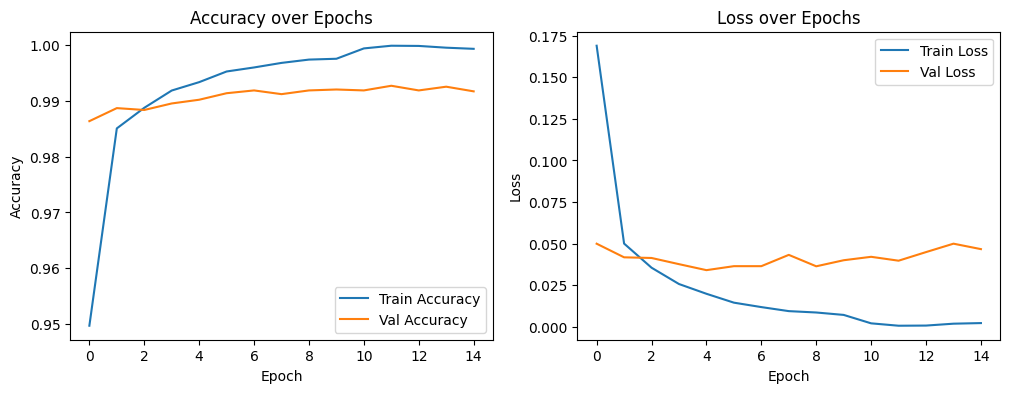 Accuracy over Epochs
1.00
0.99
0.98
0.97
0.96
0.95
Accuracy
0 2 4 6 8 10 12 14
Epoch
Train Accuracy
Val Accuracy
Loss over Epochs
0.175
0.150
0.125
0.100
0.075
0.050
0.025
0.000
Loss
0 2 4 6 8 10 12 14
Epoch
Train Loss
Val Loss